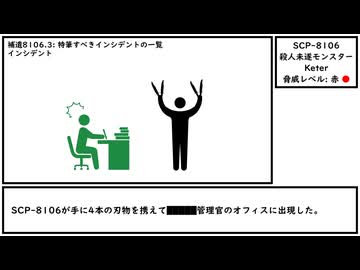 補遺8106.3: 特筆すべきインシデントの一覧
インシデント
SCP-8106
殺人未遂モンスター
Keter
脅威レベル: 赤
SCP-8106が手に4本の刃物を携えて█████管理官のオフィスに出現した。